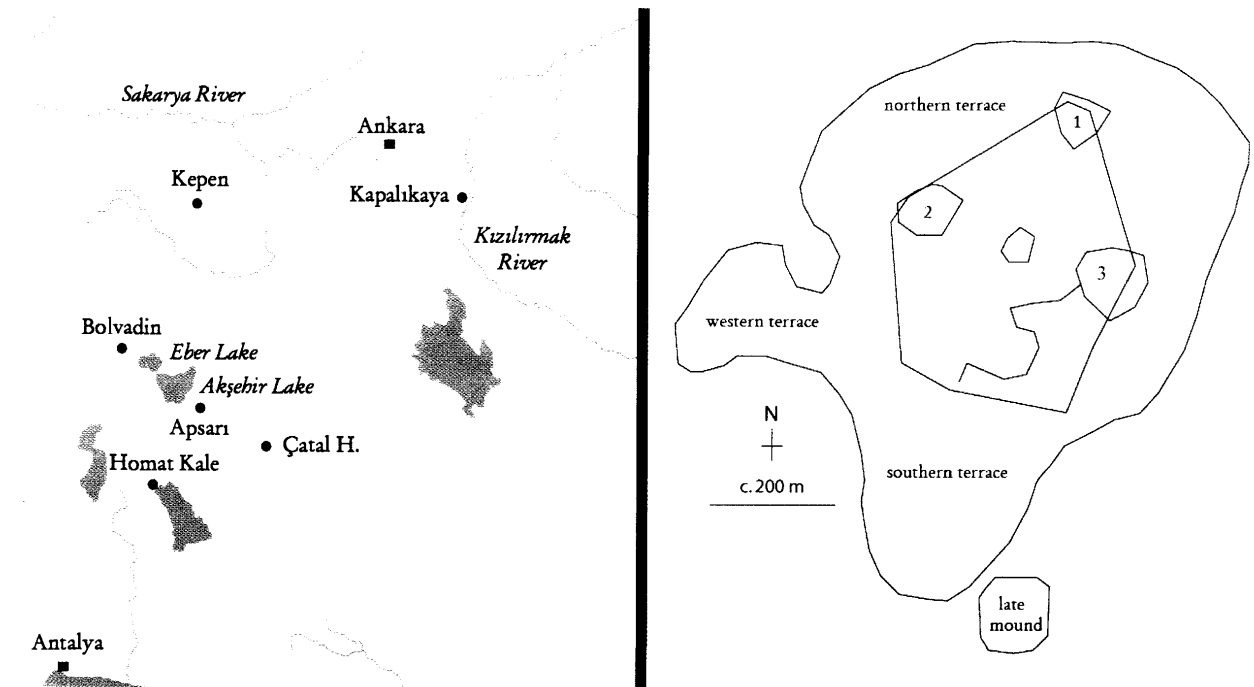 Sakarya River
Ankara
Kepen
Kapalıkaya
Kızılırmak
River
Bolvadin
Eber Lake
Akşehir Lake
Apsarı
Çatal H.
Homat Kale
Antalya
northern terrace
1
2
3
western terrace
N
c.200 m
southern terrace
late
mound